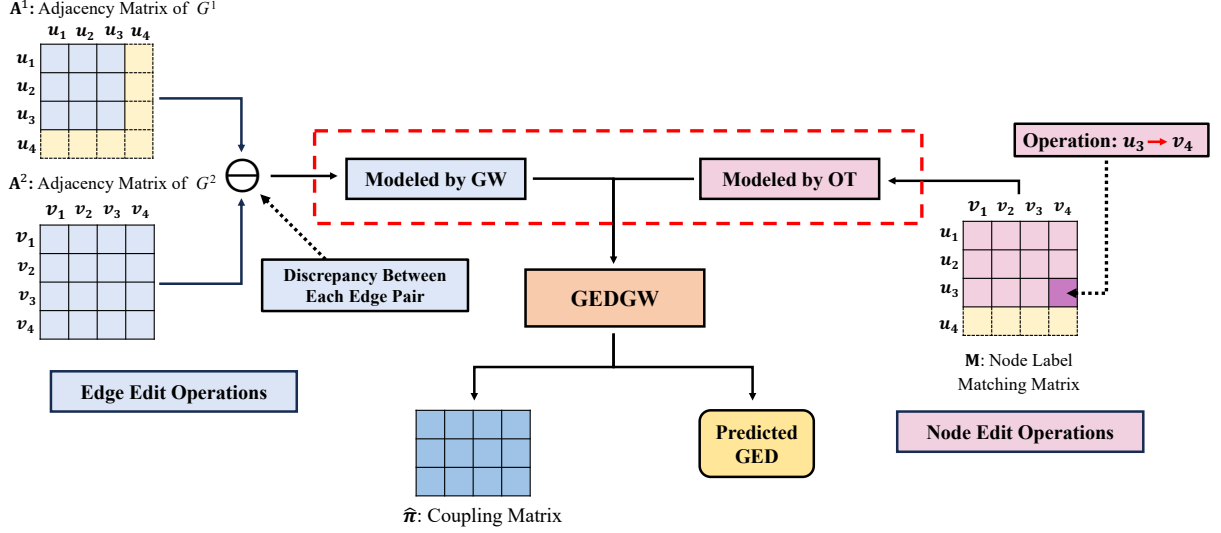 A¹: Adjacency Matrix of G¹
u₁ u₂ u₃ u₄
u₁
u₂
u₃
u₄
A²: Adjacency Matrix of G²
v₁ v₂ v₃ v₄
v₁
v₂
v₃
v₄
Discrepancy Between
Each Edge Pair
Edge Edit Operations
Modeled by GW
Modeled by OT
GEDGW
π̂: Coupling Matrix
Predicted
GED
Operation: u₃ → v₄
v₁ v₂ v₃ v₄
u₁
u₂
u₃
u₄
M: Node Label
Matching Matrix
Node Edit Operations